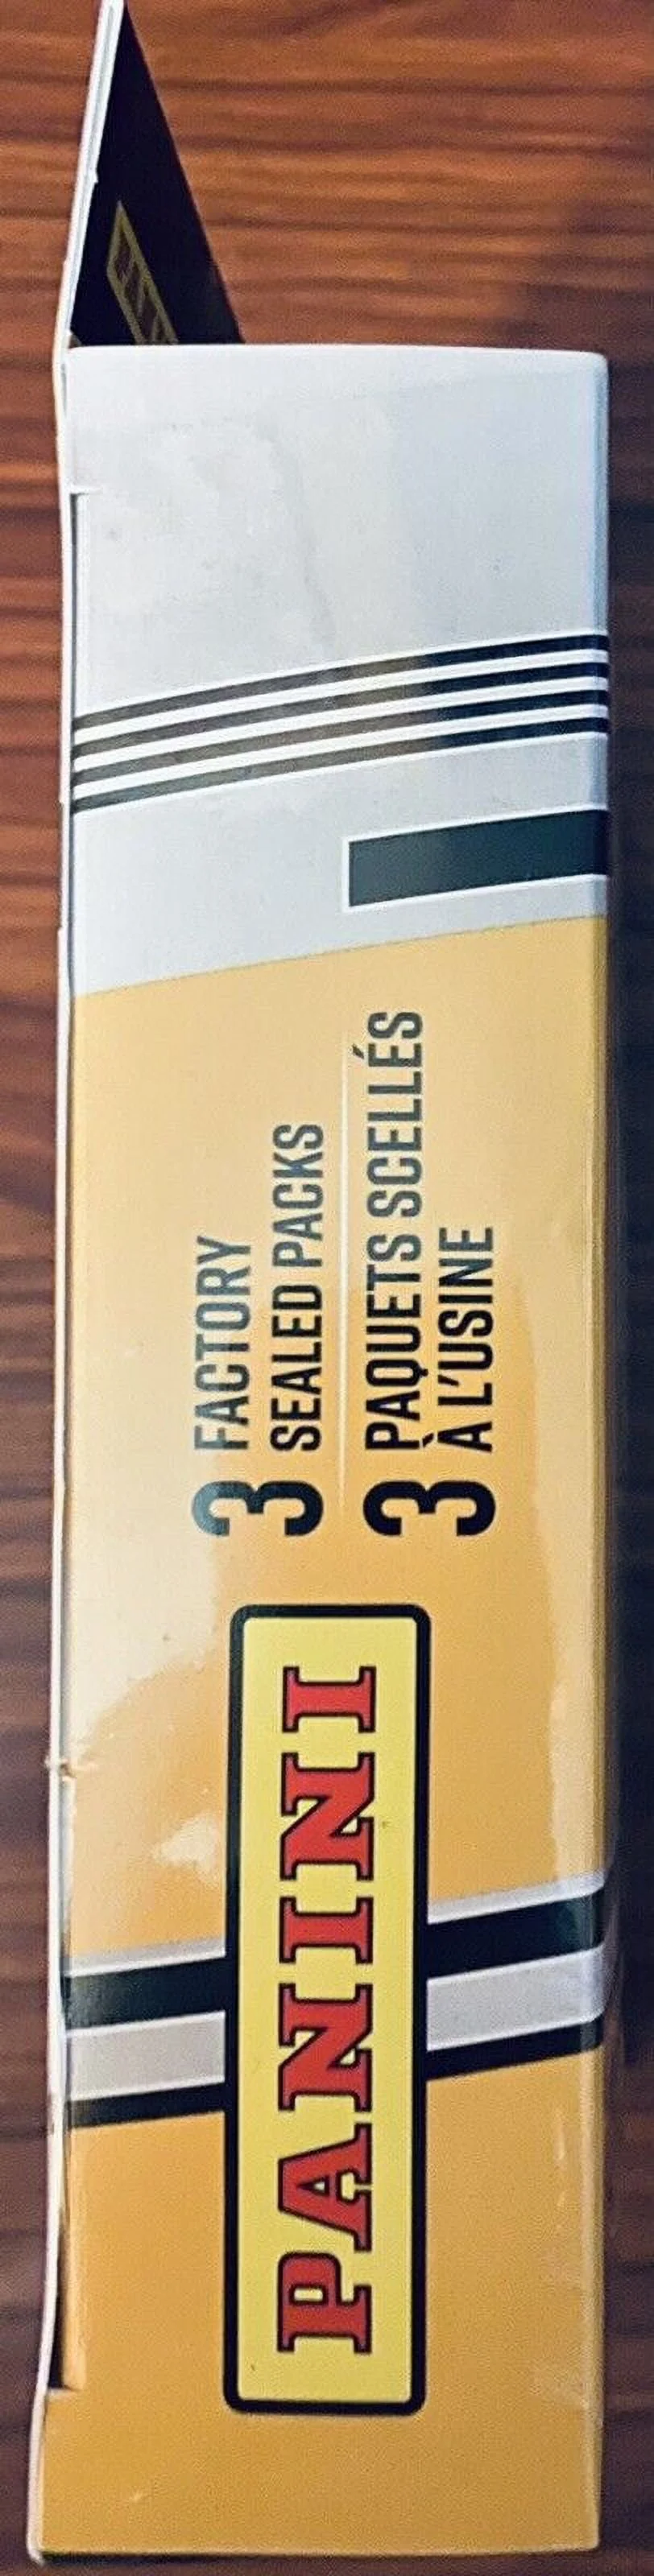 3 FACTORY
SEALED PACKS
3 PAQUETS SCELLÉS
À L'USINE
PANINI